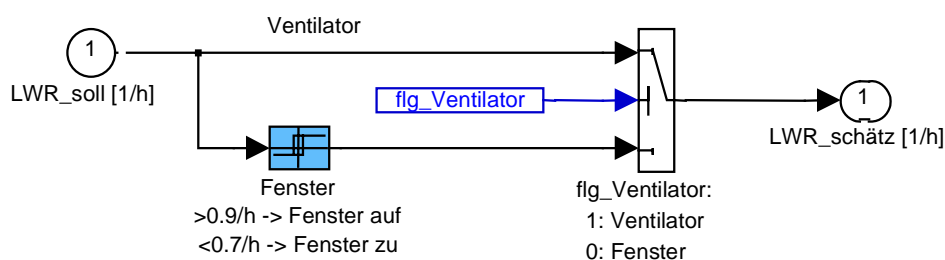 Ventilator
1
LWR_soll [1/h]
flg_Ventilator
1
LWR_schätz [1/h]
Fenster
>0.9/h -> Fenster auf
<0.7/h -> Fenster zu
flg_Ventilator:
1: Ventilator
0: Fenster